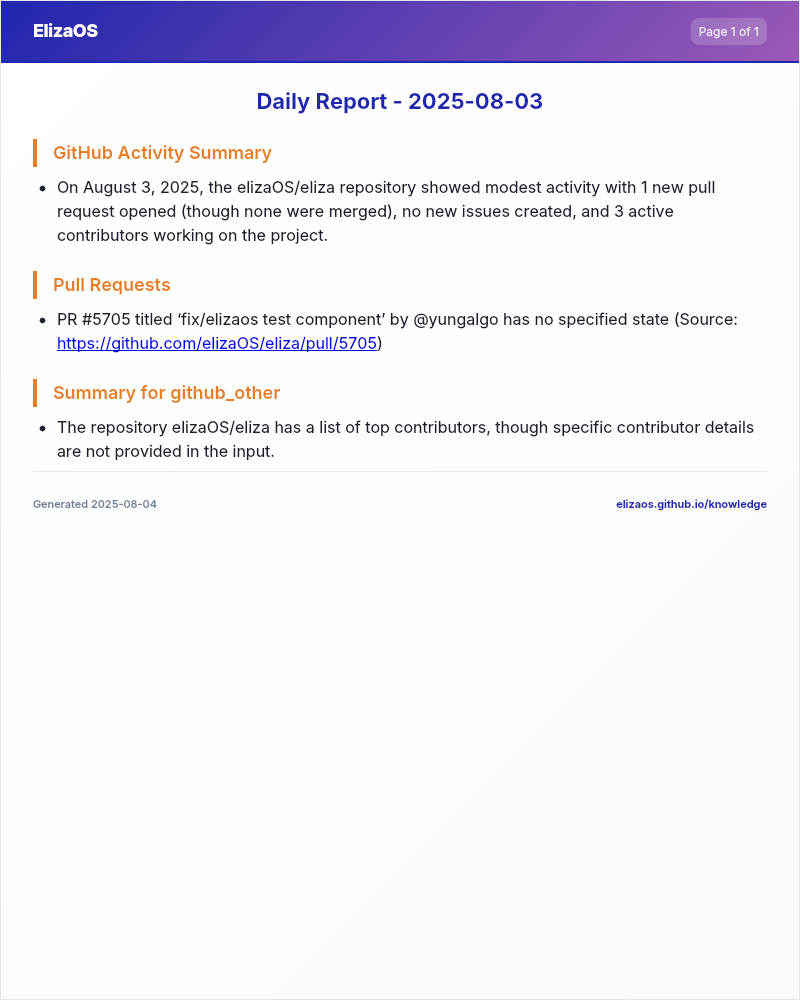 ElizaOS
Page 1 of 1
Daily Report - 2025-08-03
GitHub Activity Summary
• On August 3, 2025, the elizaOS/eliza repository showed modest activity with 1 new pull
request opened (though none were merged), no new issues created, and 3 active
contributors working on the project.
Pull Requests
• PR #5705 titled ‘fix/elizaos test component’ by @yungalgo has no specified state (Source:
https://github.com/elizaOS/eliza/pull/5705)
Summary for github_other
• The repository elizaOS/eliza has a list of top contributors, though specific contributor details
are not provided in the input.
Generated 2025-08-04
elizaos.github.io/knowledge